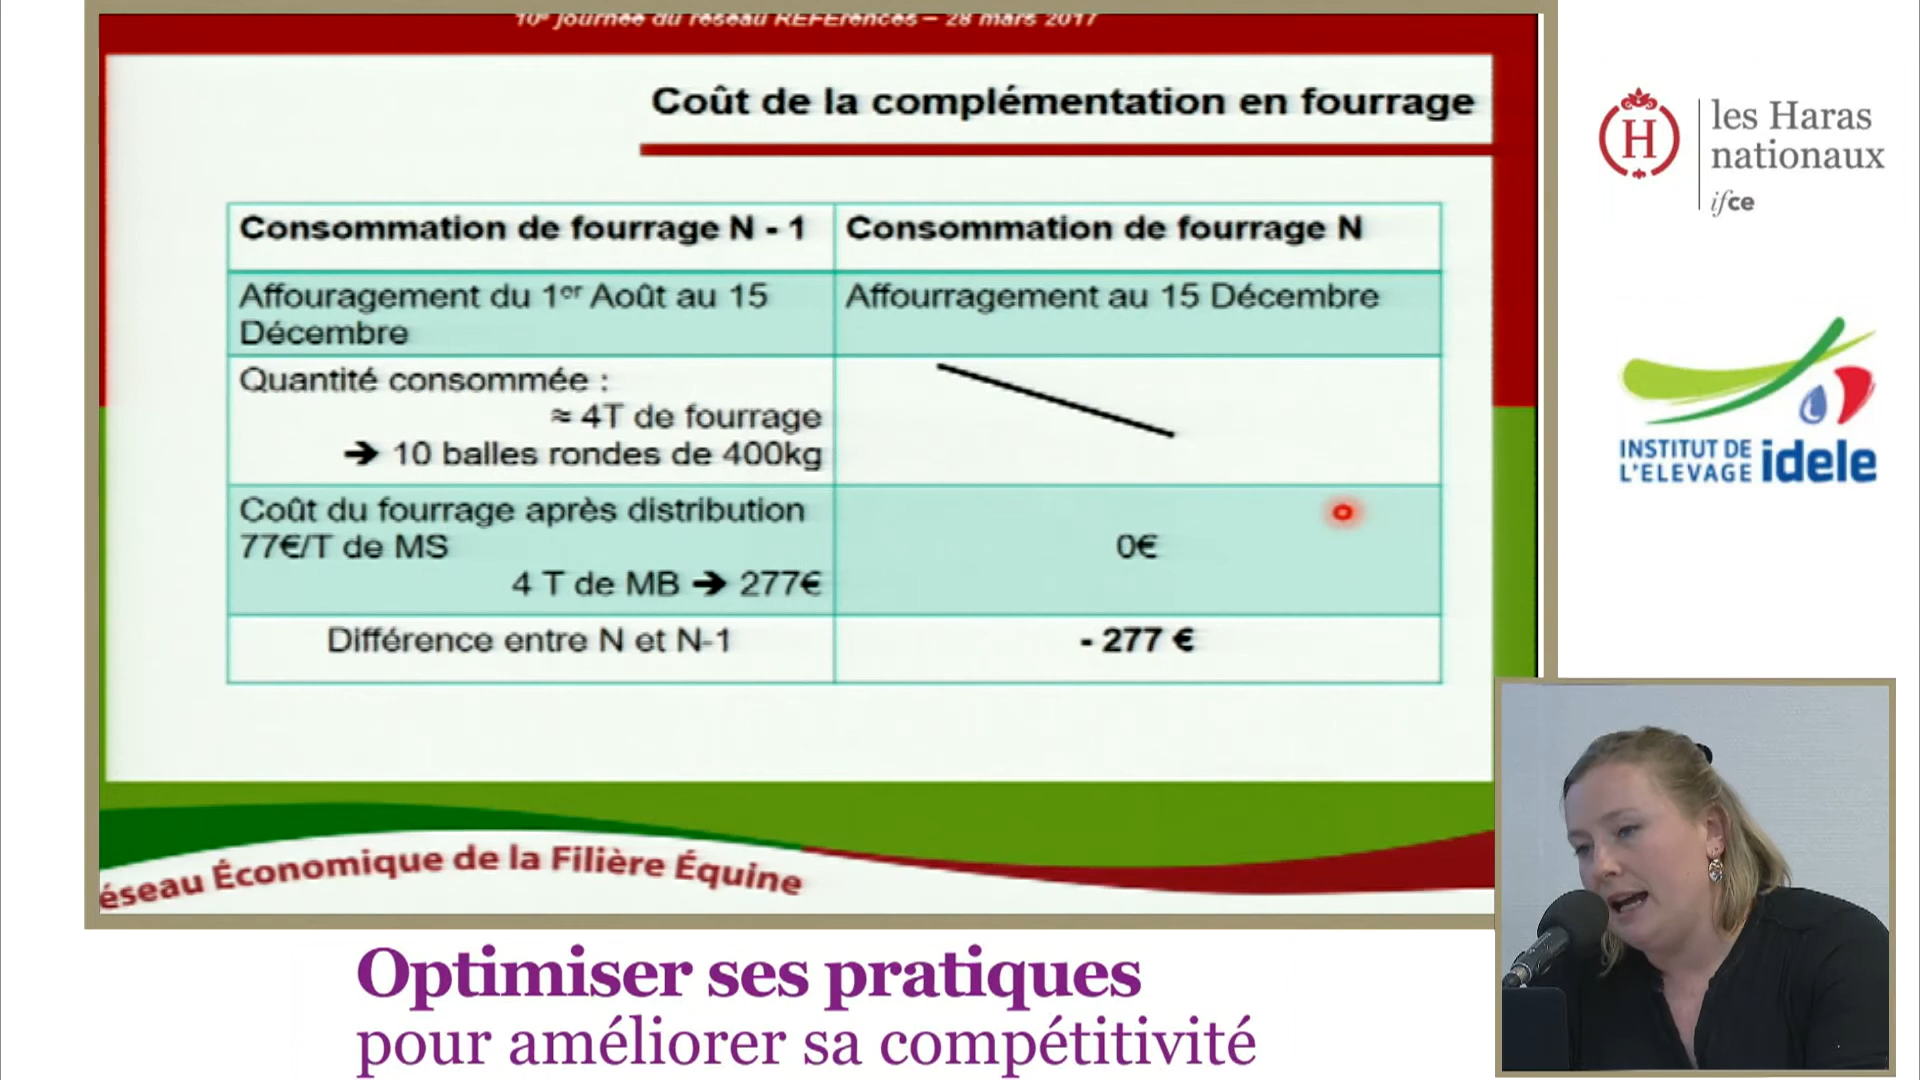 10e journée du réseau REFErences – 28 mars 2017
Coût de la complémentation en fourrage
Consommation de fourrage N - 1
Consommation de fourrage N
Affouragement du 1er Août au 15
Décembre
Affourragement au 15 Décembre
Quantité consommée :
≈ 4T de fourrage
➔ 10 balles rondes de 400kg
Coût du fourrage après distribution
77€/T de MS
4 T de MB ➔ 277€
0€
Différence entre N et N-1
- 277 €
éseau Économique de la Filière Équine
Optimiser ses pratiques
pour améliorer sa compétitivité
H
les Haras
nationaux
ifce
INSTITUT DE
L'ELEVAGE idele